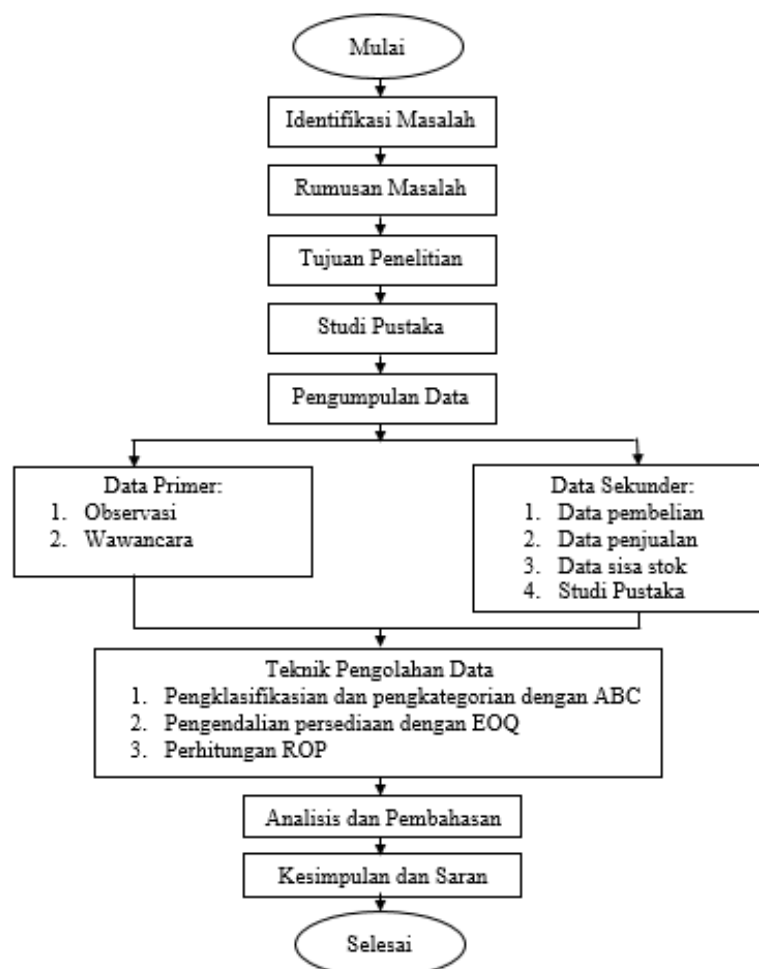 Mulai
Identifikasi Masalah
Rumusan Masalah
Tujuan Penelitian
Studi Pustaka
Pengumpulan Data
Data Primer:
1. Observasi
2. Wawancara
Data Sekunder:
1. Data pembelian
2. Data penjualan
3. Data sisa stok
4. Studi Pustaka
Teknik Pengolahan Data
1. Pengklasifikasian dan pengkategorian dengan ABC
2. Pengendalian persediaan dengan EOQ
3. Perhitungan ROP
Analisis dan Pembahasan
Kesimpulan dan Saran
Selesai